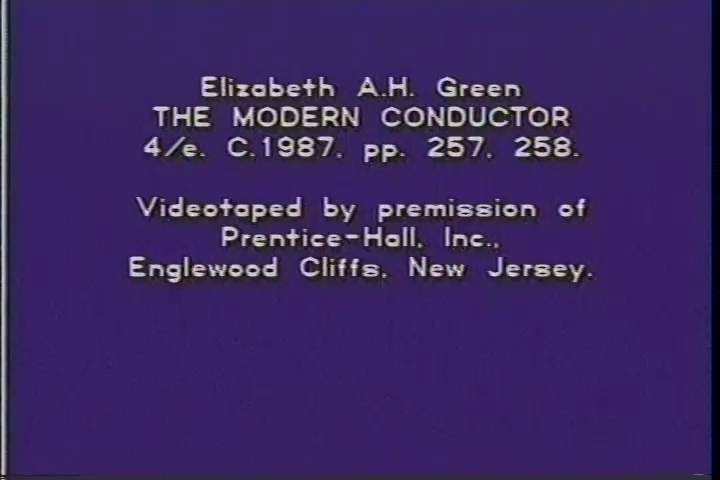 Elizabeth A.H. Green
THE MODERN CONDUCTOR
4/e. C.1987, pp. 257, 258.
Videotaped by premission of
Prentice-Hall, Inc.,
Englewood Cliffs, New Jersey.